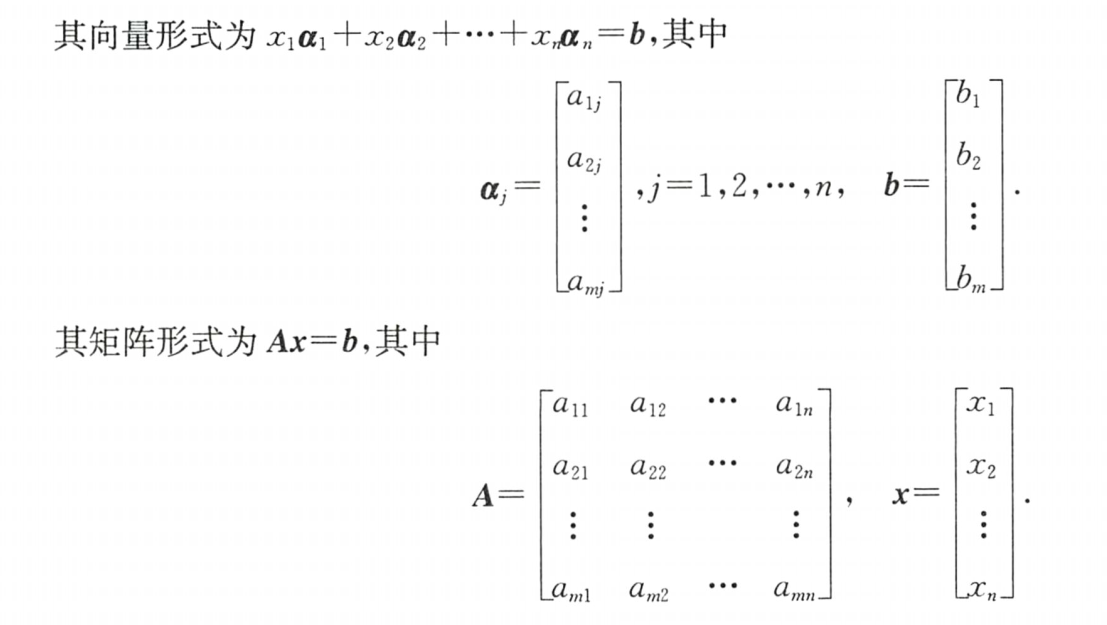 其向量形式为 x₁α₁+x₂α₂+⋯+xₙαₙ=b,其中
αⱼ=[a₁ⱼ a₂ⱼ ⋮ aₘⱼ],j=1,2,⋯,n, b=[b₁ b₂ ⋮ bₘ].
其矩阵形式为 Ax=b,其中
A=[a₁₁ a₁₂ ⋯ a₁ₙ
a₂₁ a₂₂ ⋯ a₂ₙ
⋮ ⋮ ⋮
aₘ₁ aₘ₂ ⋯ aₘₙ], x=[x₁ x₂ ⋮ xₙ].